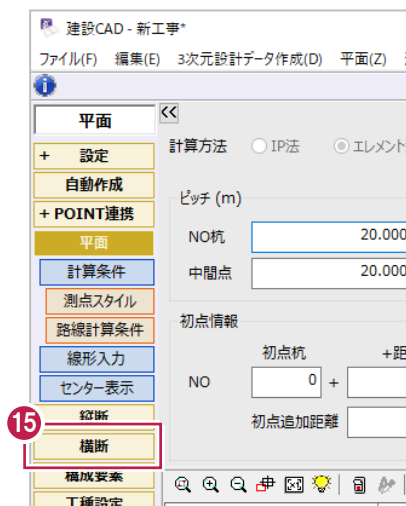 建設CAD - 新工事*
ファイル(F) 編集(E) 3次元設計データ作成(D) 平面(Z)
平面
<<
+ 設定
自動作成
+ POINT連携
平面
計算条件
測点スタイル
路線計算条件
線形入力
センター表示
縦断
⑮
横断
構成要素
工種設定
計算方法 IP法 エレメント
ピッチ (m)
NO杭 20.000
中間点 20.000
初点情報
初点杭 +距
NO 0 +
初点追加距離